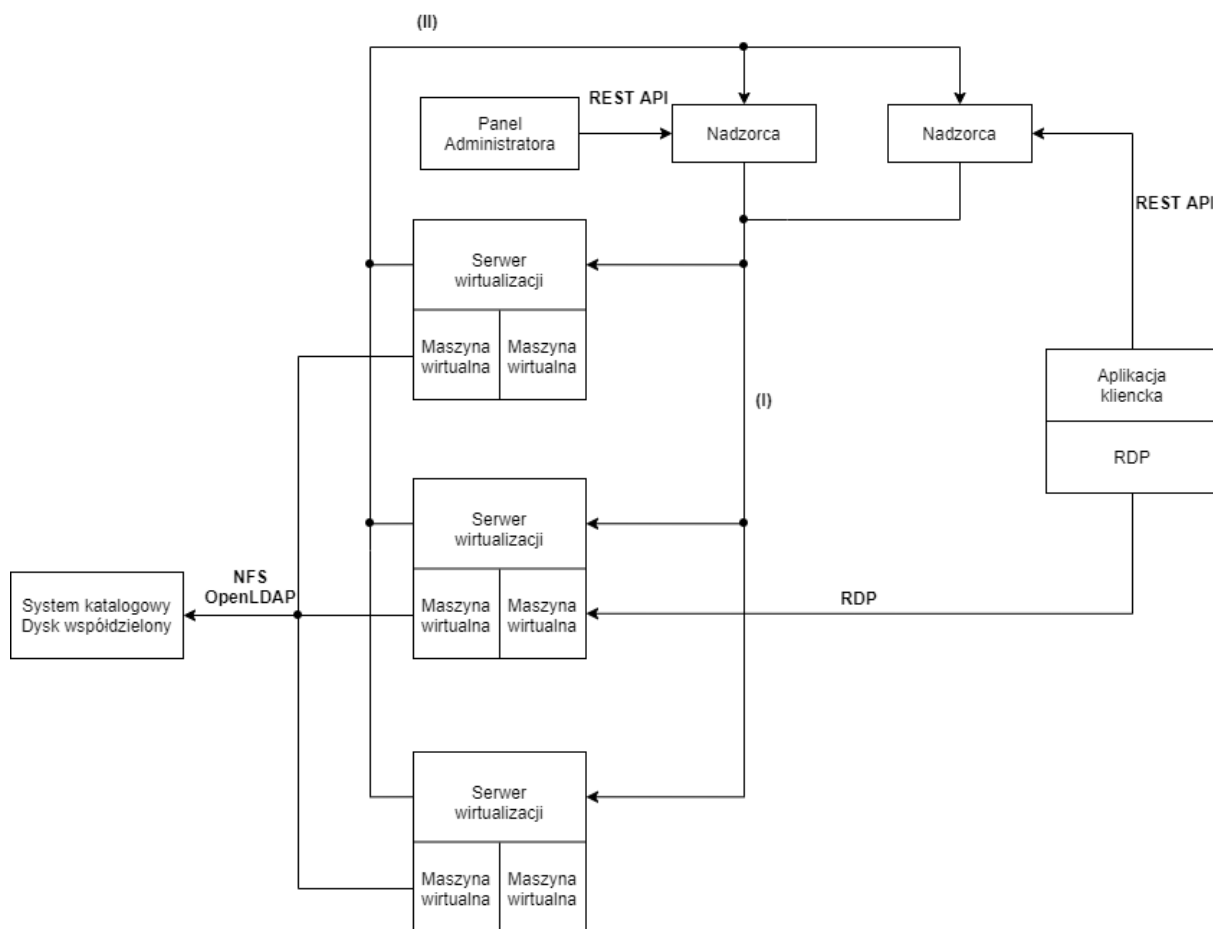 (II)
REST API
Panel
Administratora
Nadzorca
Nadzorca
REST API
Serwer
wirtualizacji
Maszyna
wirtualna
Maszyna
wirtualna
(I)
Aplikacja
kliencka
RDP
Serwer
wirtualizacji
Maszyna
wirtualna
Maszyna
wirtualna
NFS
OpenLDAP
System katalogowy
Dysk współdzielony
RDP
Serwer
wirtualizacji
Maszyna
wirtualna
Maszyna
wirtualna